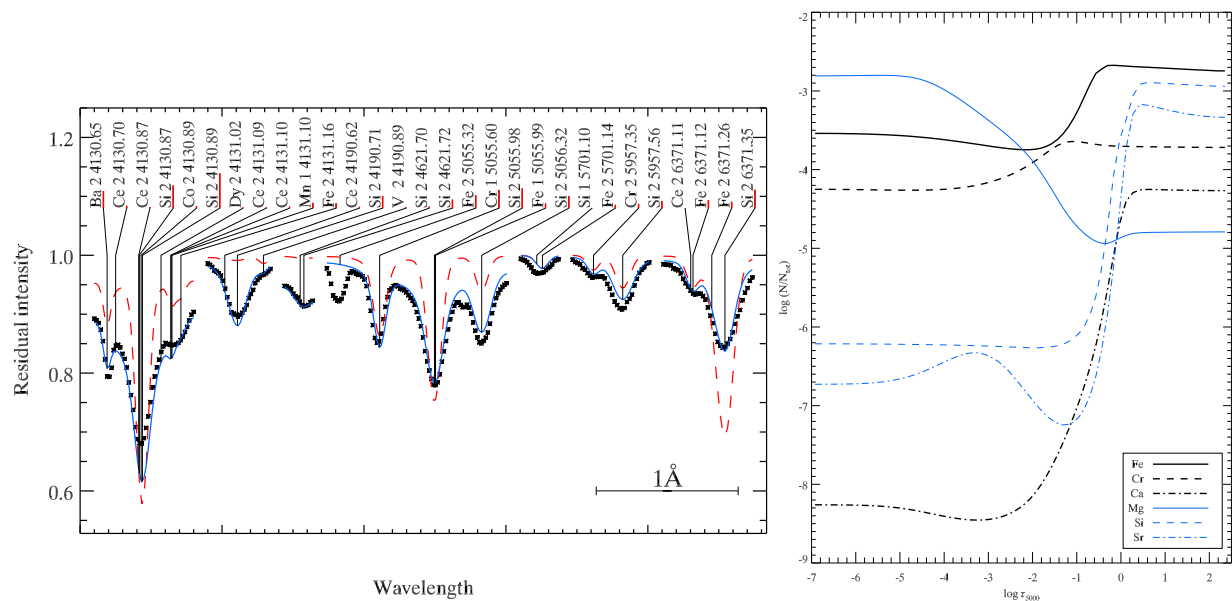 Ba 2 4130.65
Ce 2 4130.70
Ce 2 4130.87
Si 2 4130.87
Co 2 4130.89
Si 2 4130.89
Dy 2 4131.02
Ce 2 4131.09
Ce 2 4131.10
Mn 1 4131.10
Fe 2 4131.16
Ce 2 4190.62
Si 2 4190.71
V 2 4190.89
Si 2 4621.70
Si 2 4621.72
Fe 2 5055.32
Cr 1 5055.60
Si 2 5055.98
Fe 1 5055.99
Si 2 5056.32
Si 1 5701.10
Fe 2 5701.14
Cr 2 5957.35
Si 2 5957.56
Ce 2 6371.11
Fe 2 6371.12
Fe 2 6371.26
Si 2 6371.35
1.2
1.0
0.8
0.6
Residual intensity
1Å
Wavelength
-2
-3
-4
-5
-6
-7
-8
-9
log (N/Ntot)
Fe
Cr
Ca
Mg
Si
Sr
-7 -6 -5 -4 -3 -2 -1 0 1 2
log τ5000